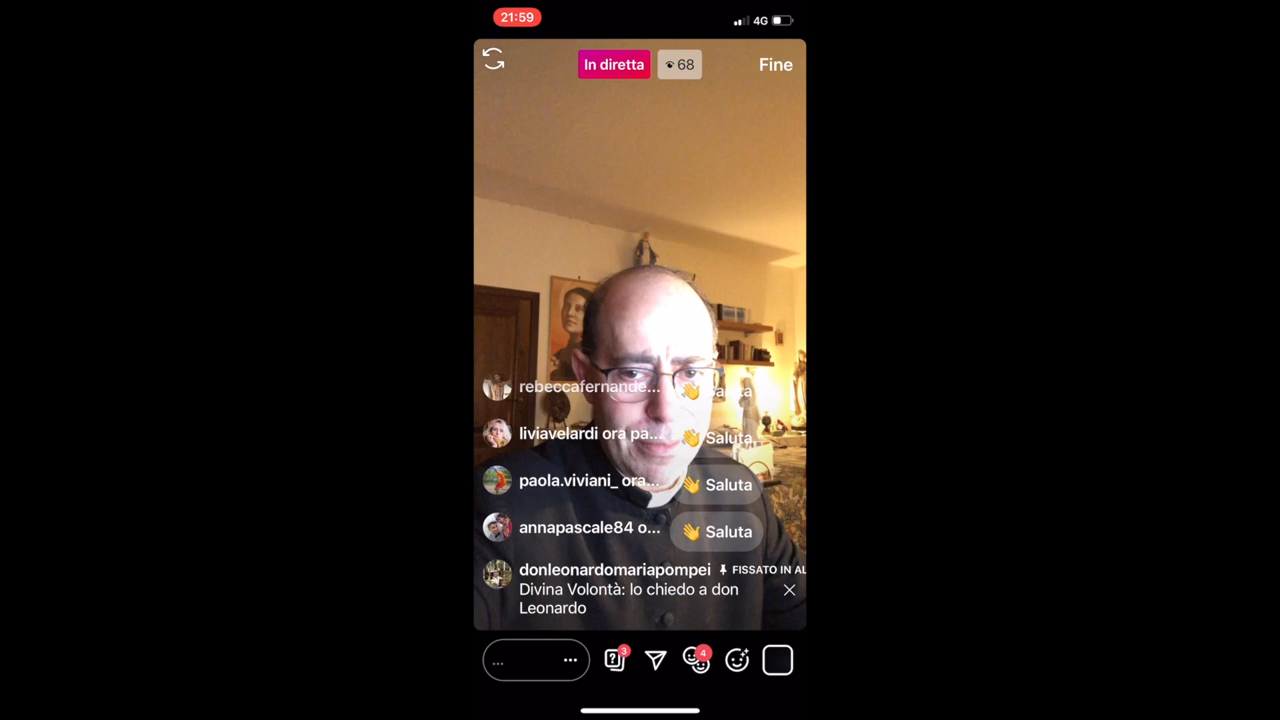 21:59
4G
In diretta
68
Fine
rebeccafernande...
Saluta
liviavelardi ora pa...
Saluta
paola.viviani_ ora...
Saluta
annapascale84 o...
Saluta
donleonardomariapompei FISSATO IN AL
Divina Volontà: lo chiedo a don
Leonardo
...
3
4